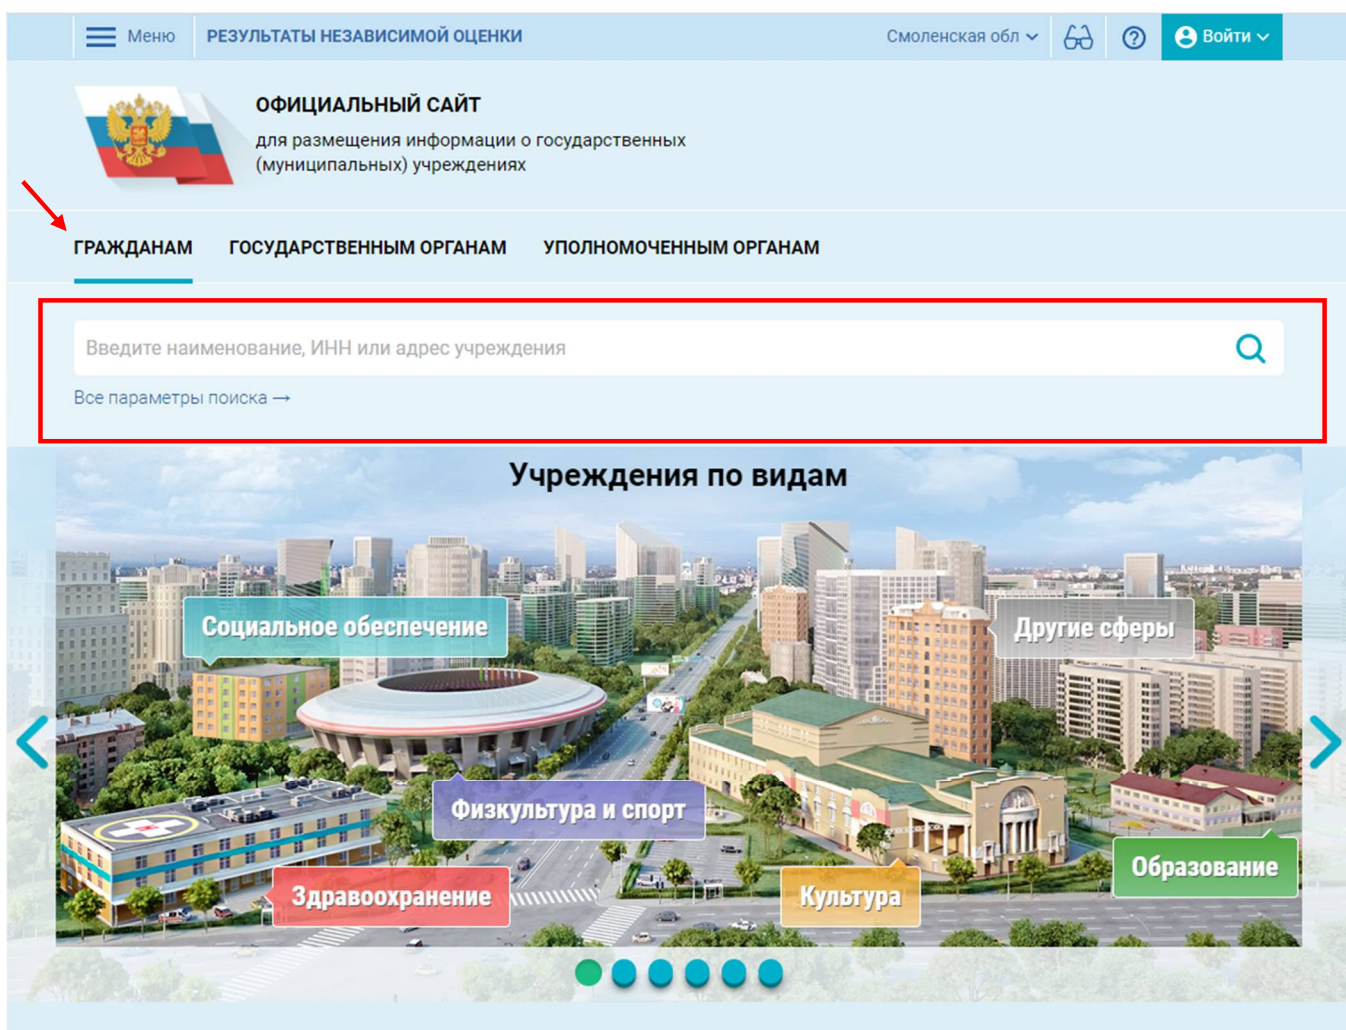 Меню
РЕЗУЛЬТАТЫ НЕЗАВИСИМОЙ ОЦЕНКИ
Смоленская обл
Войти
ОФИЦИАЛЬНЫЙ САЙТ
для размещения информации о государственных
(муниципальных) учреждениях
ГРАЖДАНАМ
ГОСУДАРСТВЕННЫМ ОРГАНАМ
УПОЛНОМОЧЕННЫМ ОРГАНАМ
Введите наименование, ИНН или адрес учреждения
Все параметры поиска →
Учреждения по видам
Социальное обеспечение
Другие сферы
Физкультура и спорт
Образование
Здравоохранение
Культура